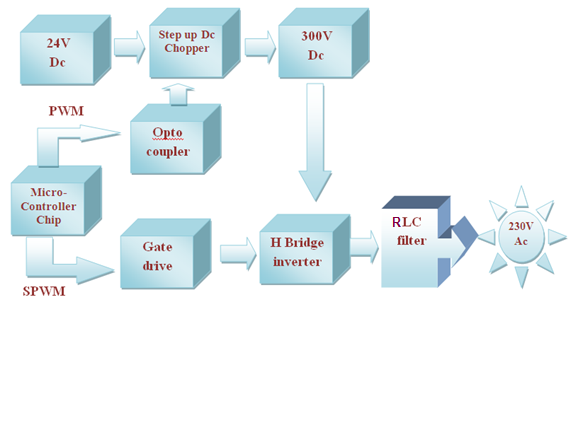 24V
Dc
Step up Dc
Chopper
300V
Dc
PWM
Opto
coupler
Micro-
Controller
Chip
SPWM
Gate
drive
H Bridge
inverter
RLC
filter
230V
Ac